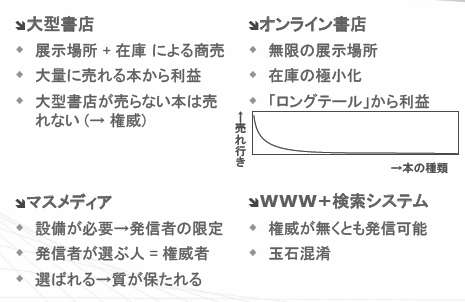 大型書店
展示場所 + 在庫 による商売
大量に売れる本から利益
大型書店が売らない本は売
れない (→ 権威)
オンライン書店
無限の展示場所
在庫の極小化
「ロングテール」から利益
←売れ行き
→本の種類
マスメディア
設備が必要→発信者の限定
発信者が選ぶ人 = 権威者
選ばれる→質が保たれる
WWW+検索システム
権威が無くとも発信可能
玉石混淆